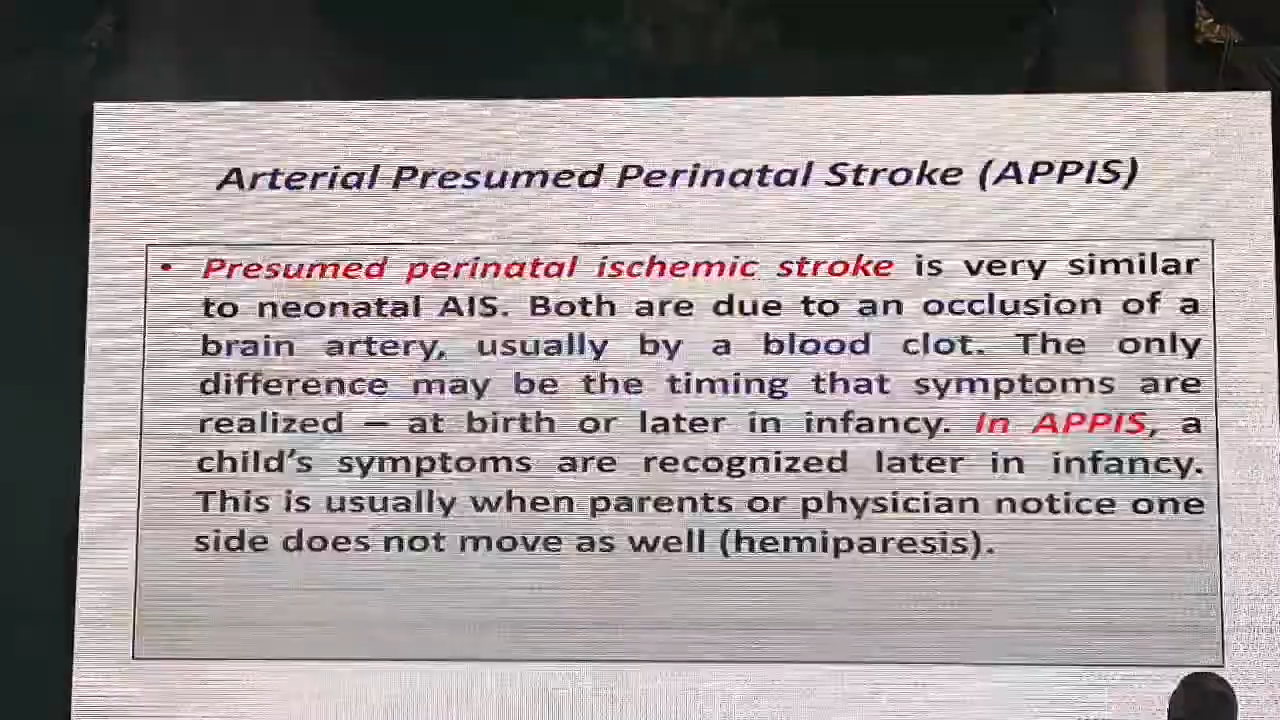 Arterial Presumed Perinatal Stroke (APPIS)
• Presumed perinatal ischemic stroke is very similar
to neonatal AIS. Both are due to an occlusion of a
brain artery, usually by a blood clot. The only
difference may be the timing that symptoms are
realized – at birth or later in infancy. In APPIS, a
child's symptoms are recognized later in infancy.
This is usually when parents or physician notice one
side does not move as well (hemiparesis).